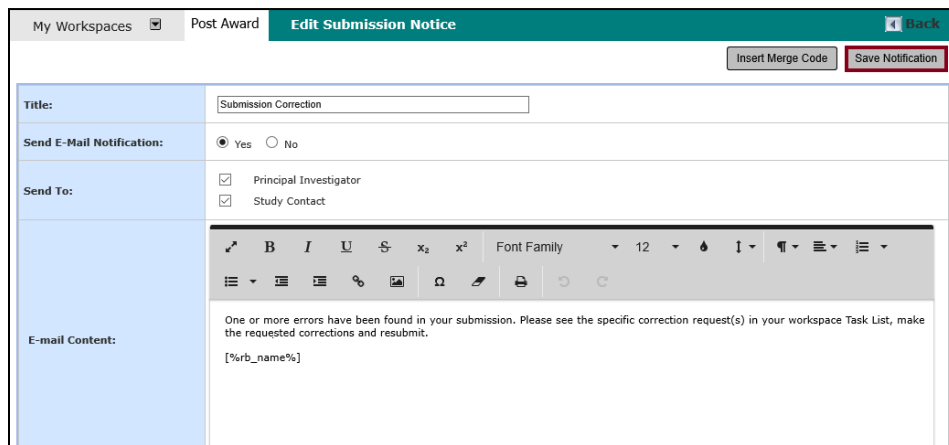 My Workspaces
Post Award
Edit Submission Notice
Back
Insert Merge Code
Save Notification
Title:
Submission Correction
Send E-Mail Notification:
Yes No
Send To:
Principal Investigator
Study Contact
B I U S x₂ x² Font Family 12 ¶
Ω
E-mail Content:
One or more errors have been found in your submission. Please see the specific correction request(s) in your workspace Task List, make
the requested corrections and resubmit.
[%rb_name%]